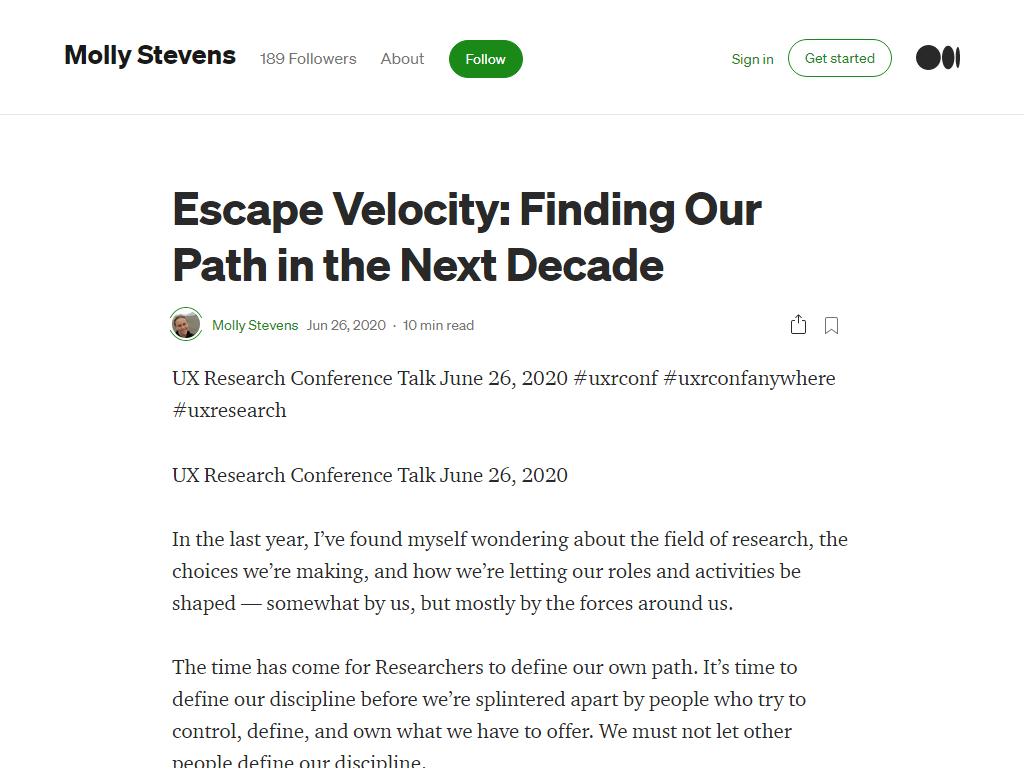 Molly Stevens
189 Followers
About
Follow
Sign in
Get started
Escape Velocity: Finding Our
Path in the Next Decade
Molly Stevens Jun 26, 2020 · 10 min read
UX Research Conference Talk June 26, 2020 #uxrconf #uxrconfanywhere
#uxresearch
UX Research Conference Talk June 26, 2020
In the last year, I’ve found myself wondering about the field of research, the
choices we’re making, and how we’re letting our roles and activities be
shaped — somewhat by us, but mostly by the forces around us.
The time has come for Researchers to define our own path. It’s time to
define our discipline before we’re splintered apart by people who try to
control, define, and own what we have to offer. We must not let other
people define our discipline.